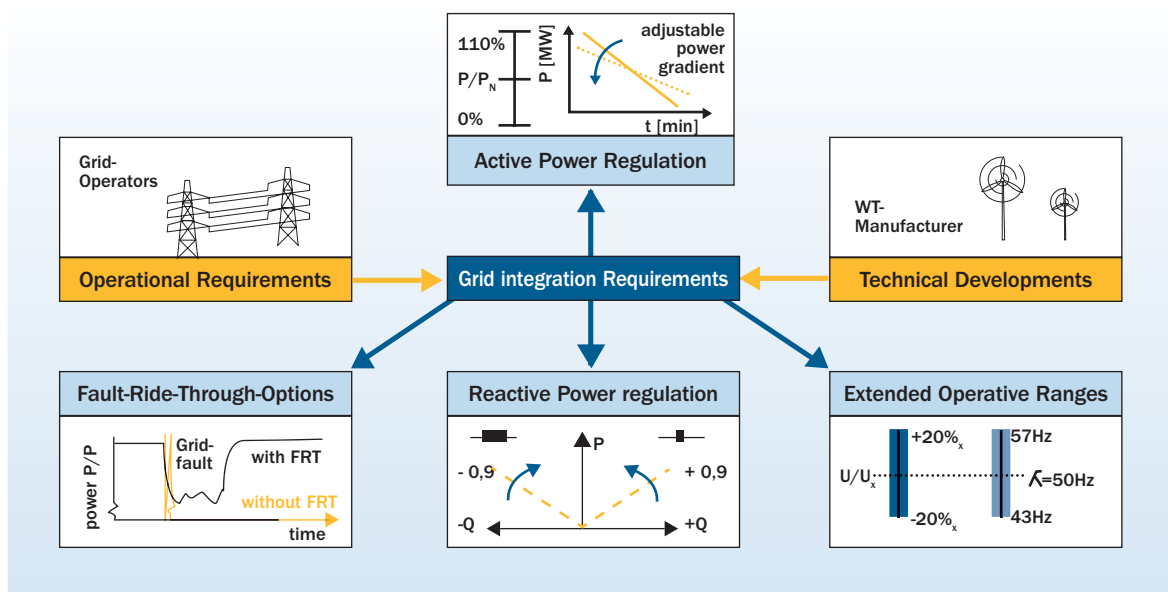 110%
P/PN
0%
P [MW]
adjustable
power
gradient
t [min]
Active Power Regulation
Grid-
Operators
Operational Requirements
WT-
Manufacturer
Technical Developments
Grid integration Requirements
Fault-Ride-Through-Options
power P/P
Grid-
fault
with FRT
without FRT
time
Reactive Power regulation
P
- 0,9
+ 0,9
-Q
+Q
Extended Operative Ranges
+20%x
57Hz
U/Ux
=50Hz
-20%x
43Hz